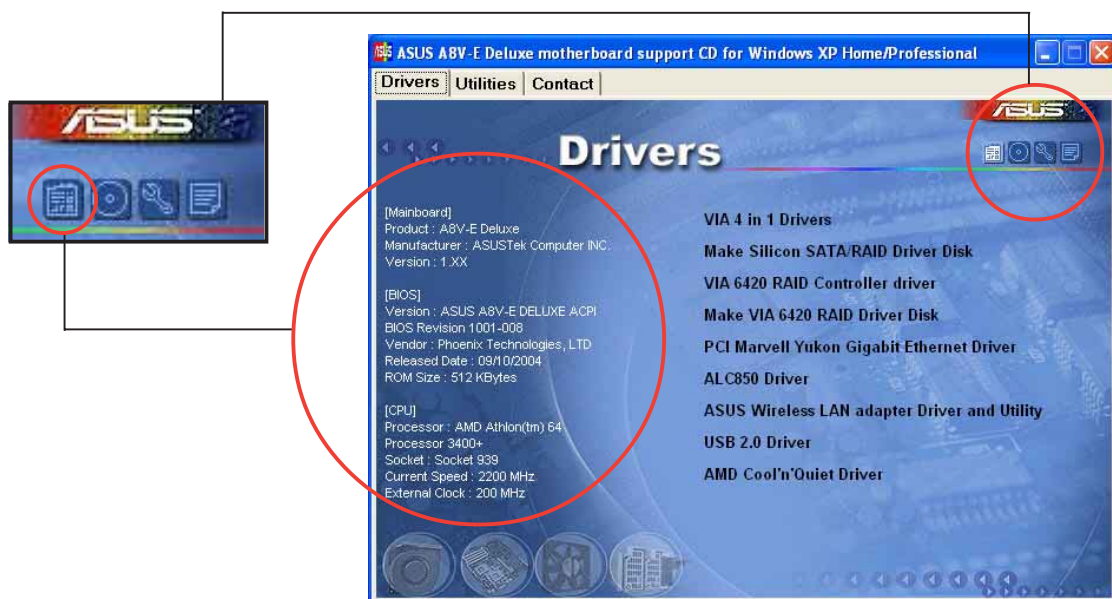 ASUS A8V-E Deluxe motherboard support CD for Windows XP Home/Professional
Drivers Utilities Contact
ASUS
ASUS
Drivers
[Mainboard]
Product : A8V-E Deluxe
Manufacturer : ASUSTek Computer INC.
Version : 1.XX
[BIOS]
Version : ASUS A8V-E DELUXE ACPI
BIOS Revision 1001-008
Vendor : Phoenix Technologies, LTD
Released Date : 09/10/2004
ROM Size : 512 KBytes
[CPU]
Processor : AMD Athlon(tm) 64
Processor 3400+
Socket : Socket 939
Current Speed : 2200 MHz
External Clock : 200 MHz
VIA 4 in 1 Drivers
Make Silicon SATA/RAID Driver Disk
VIA 6420 RAID Controller driver
Make VIA 6420 RAID Driver Disk
PCI Marvell Yukon Gigabit Ethernet Driver
ALC850 Driver
ASUS Wireless LAN adapter Driver and Utility
USB 2.0 Driver
AMD Cool'n'Quiet Driver